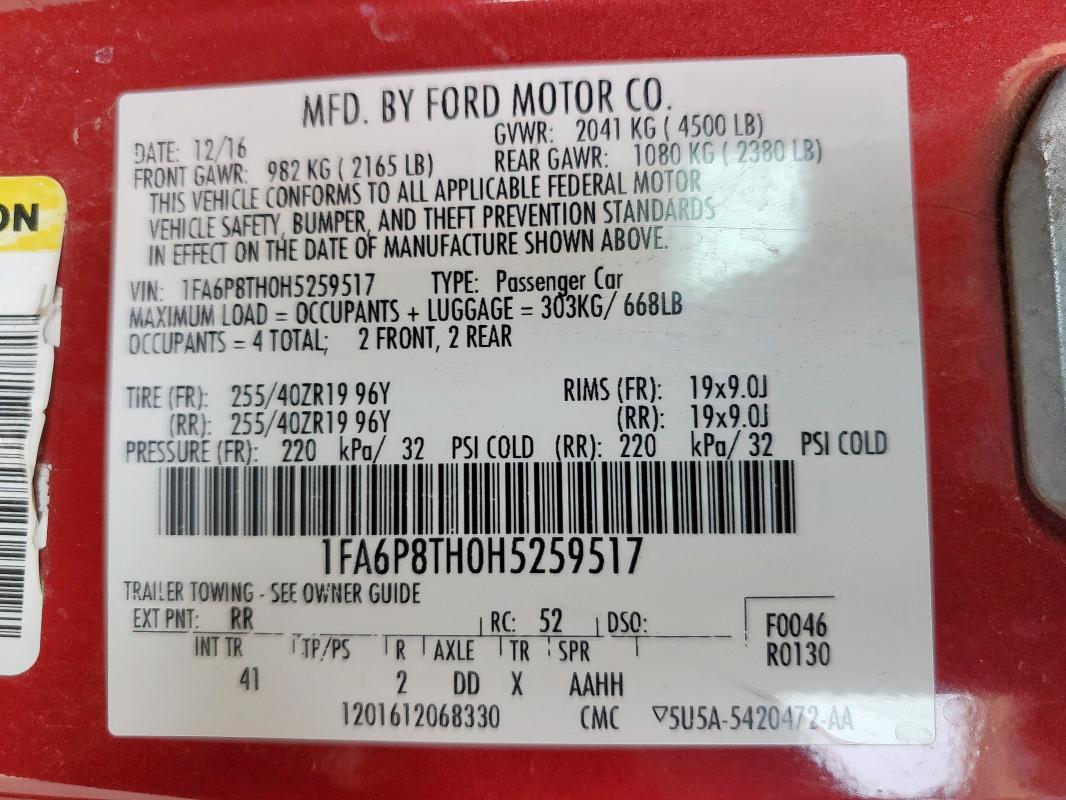 MFD. BY FORD MOTOR CO.
DATE: 12/16 GVWR: 2041 KG ( 4500 LB)
FRONT GAWR: 982 KG ( 2165 LB) REAR GAWR: 1080 KG ( 2380 LB)
THIS VEHICLE CONFORMS TO ALL APPLICABLE FEDERAL MOTOR
VEHICLE SAFETY, BUMPER, AND THEFT PREVENTION STANDARDS
IN EFFECT ON THE DATE OF MANUFACTURE SHOWN ABOVE.
VIN: 1FA6P8TH0H5259517 TYPE: Passenger Car
MAXIMUM LOAD = OCCUPANTS + LUGGAGE = 303KG/ 668LB
OCCUPANTS = 4 TOTAL; 2 FRONT, 2 REAR
TIRE (FR): 255/40ZR19 96Y RIMS (FR): 19x9.0J
(RR): 255/40ZR19 96Y (RR): 19x9.0J
PRESSURE (FR): 220 kPa/ 32 PSI COLD (RR): 220 kPa/ 32 PSI COLD
1FA6P8TH0H5259517
TRAILER TOWING - SEE OWNER GUIDE
EXT PNT: RR RC: 52 DSO: F0046
INT TR TP/PS R AXLE TR SPR R0130
41 2 DD X AAHH
1201612068330 CMC ▽5U5A-5420472-AA
ON